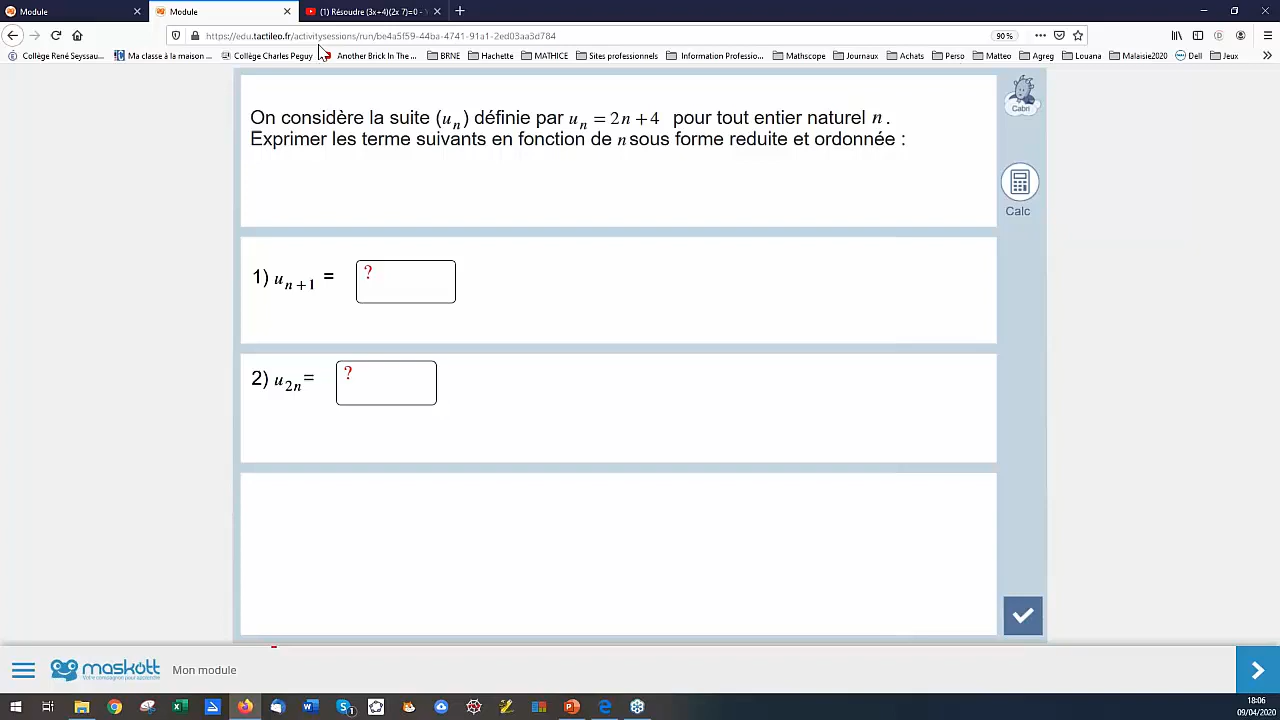 Module
Module
(1) Résoudre (3x+4)(2x 7)=0 -
https://edu.tactileo.fr/activitysessions/run/be4a5f59-44ba-4741-91a1-2ed03aa3d784
90%
Collège René Seyssau...
Ma classe à la maison ...
Collège Charles Peguy
Another Brick In The ...
BRNE
Hachette
MATHICE
Sites professionnels
Information Professio...
Mathscope
Journaux
Achats
Perso
Matteo
Agreg
Louana
Malaisie2020
Dell
Jeux
On considère la suite (uₙ) définie par uₙ = 2n+4 pour tout entier naturel n .
Exprimer les terme suivants en fonction de n sous forme reduite et ordonnée :
Cabri
Calc
1) uₙ₊₁ = ?
2) u₂ₙ= ?
maskott
Votre compagnon pour apprendre
Mon module
18:06
09/04/2020